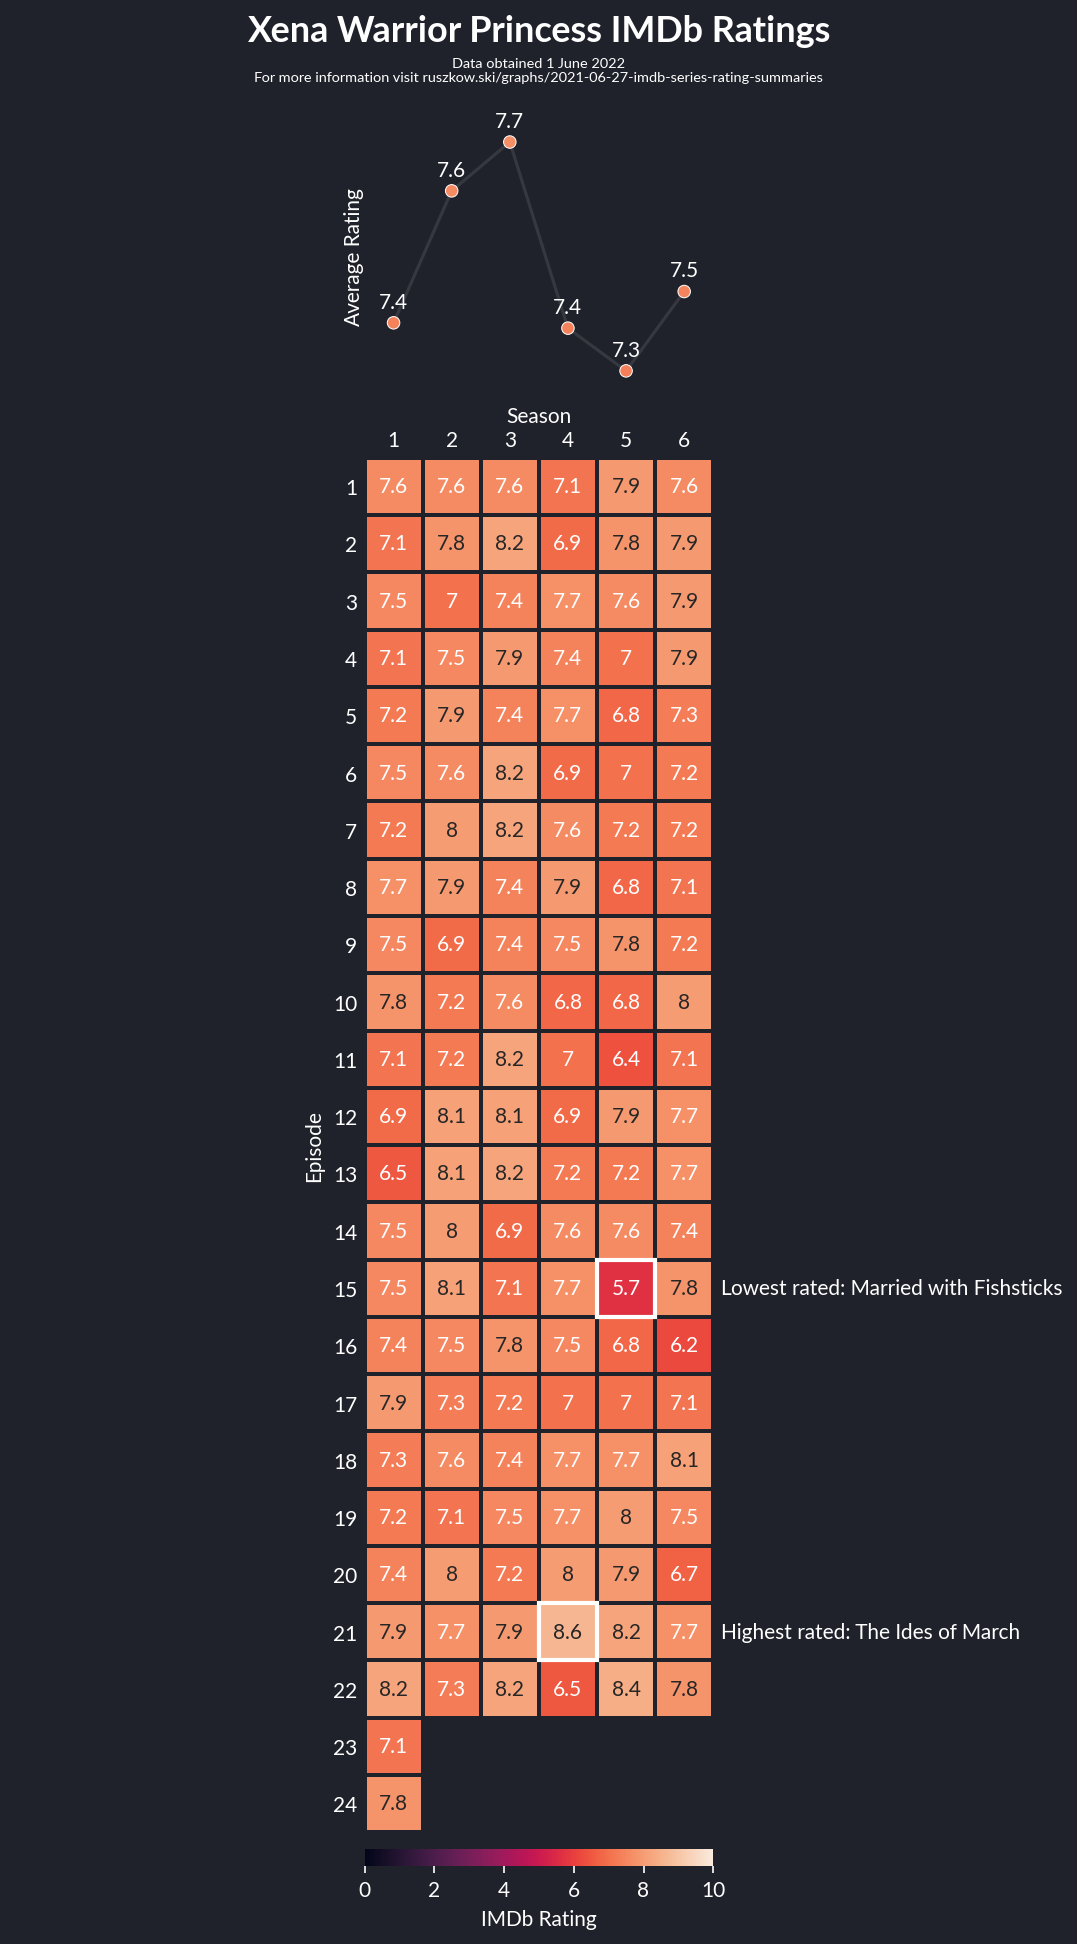 Xena Warrior Princess IMDb Ratings
Data obtained 1 June 2022
For more information visit ruszkow.ski/graphs/2021-06-27-imdb-series-rating-summaries
Average Rating
7.4
7.6
7.7
7.4
7.3
7.5
Season
1 2 3 4 5 6
Episode
1 7.6 7.6 7.6 7.1 7.9 7.6
2 7.1 7.8 8.2 6.9 7.8 7.9
3 7.5 7 7.4 7.7 7.6 7.9
4 7.1 7.5 7.9 7.4 7 7.9
5 7.2 7.9 7.4 7.7 6.8 7.3
6 7.5 7.6 8.2 6.9 7 7.2
7 7.2 8 8.2 7.6 7.2 7.2
8 7.7 7.9 7.4 7.9 6.8 7.1
9 7.5 6.9 7.4 7.5 7.8 7.2
10 7.8 7.2 7.6 6.8 6.8 8
11 7.1 7.2 8.2 7 6.4 7.1
12 6.9 8.1 8.1 6.9 7.9 7.7
13 6.5 8.1 8.2 7.2 7.2 7.7
14 7.5 8 6.9 7.6 7.6 7.4
15 7.5 8.1 7.1 7.7 5.7 7.8 Lowest rated: Married with Fishsticks
16 7.4 7.5 7.8 7.5 6.8 6.2
17 7.9 7.3 7.2 7 7 7.1
18 7.3 7.6 7.4 7.7 7.7 8.1
19 7.2 7.1 7.5 7.7 8 7.5
20 7.4 8 7.2 8 7.9 6.7
21 7.9 7.7 7.9 8.6 8.2 7.7 Highest rated: The Ides of March
22 8.2 7.3 8.2 6.5 8.4 7.8
23 7.1
24 7.8
0 2 4 6 8 10
IMDb Rating